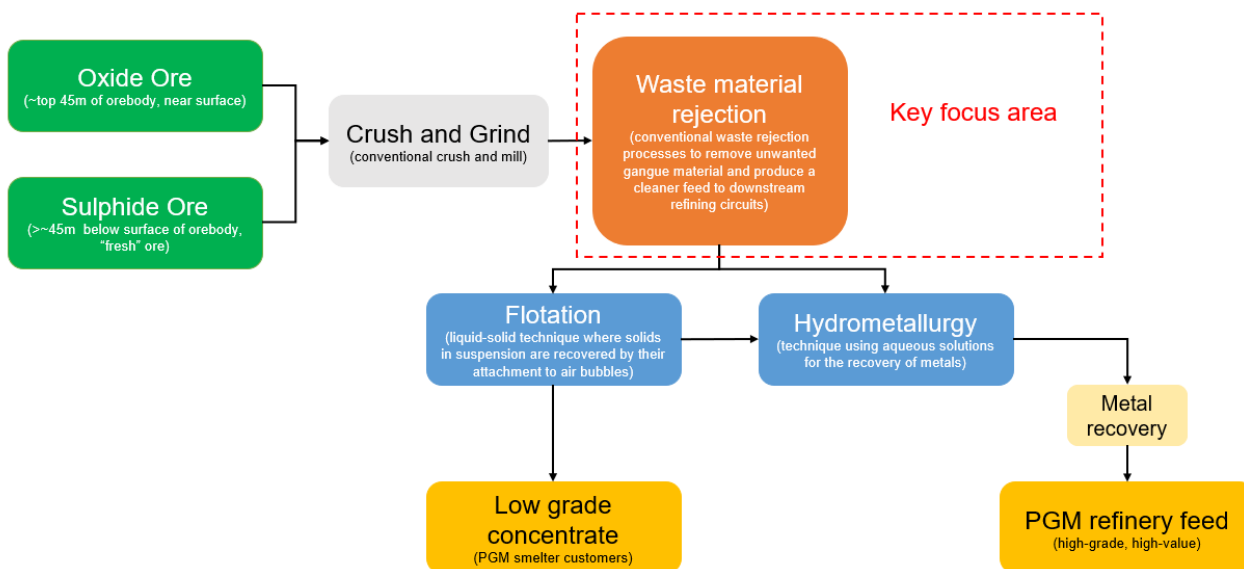 Oxide Ore
(~top 45m of orebody, near surface)
Sulphide Ore
(>~45m below surface of orebody,
"fresh" ore)
Crush and Grind
(conventional crush and mill)
Waste material
rejection
(conventional waste rejection
processes to remove unwanted
gangue material and produce a
cleaner feed to downstream
refining circuits)
Key focus area
Flotation
(liquid-solid technique where solids
in suspension are recovered by their
attachment to air bubbles)
Hydrometallurgy
(technique using aqueous solutions
for the recovery of metals)
Metal
recovery
Low grade
concentrate
(PGM smelter customers)
PGM refinery feed
(high-grade, high-value)